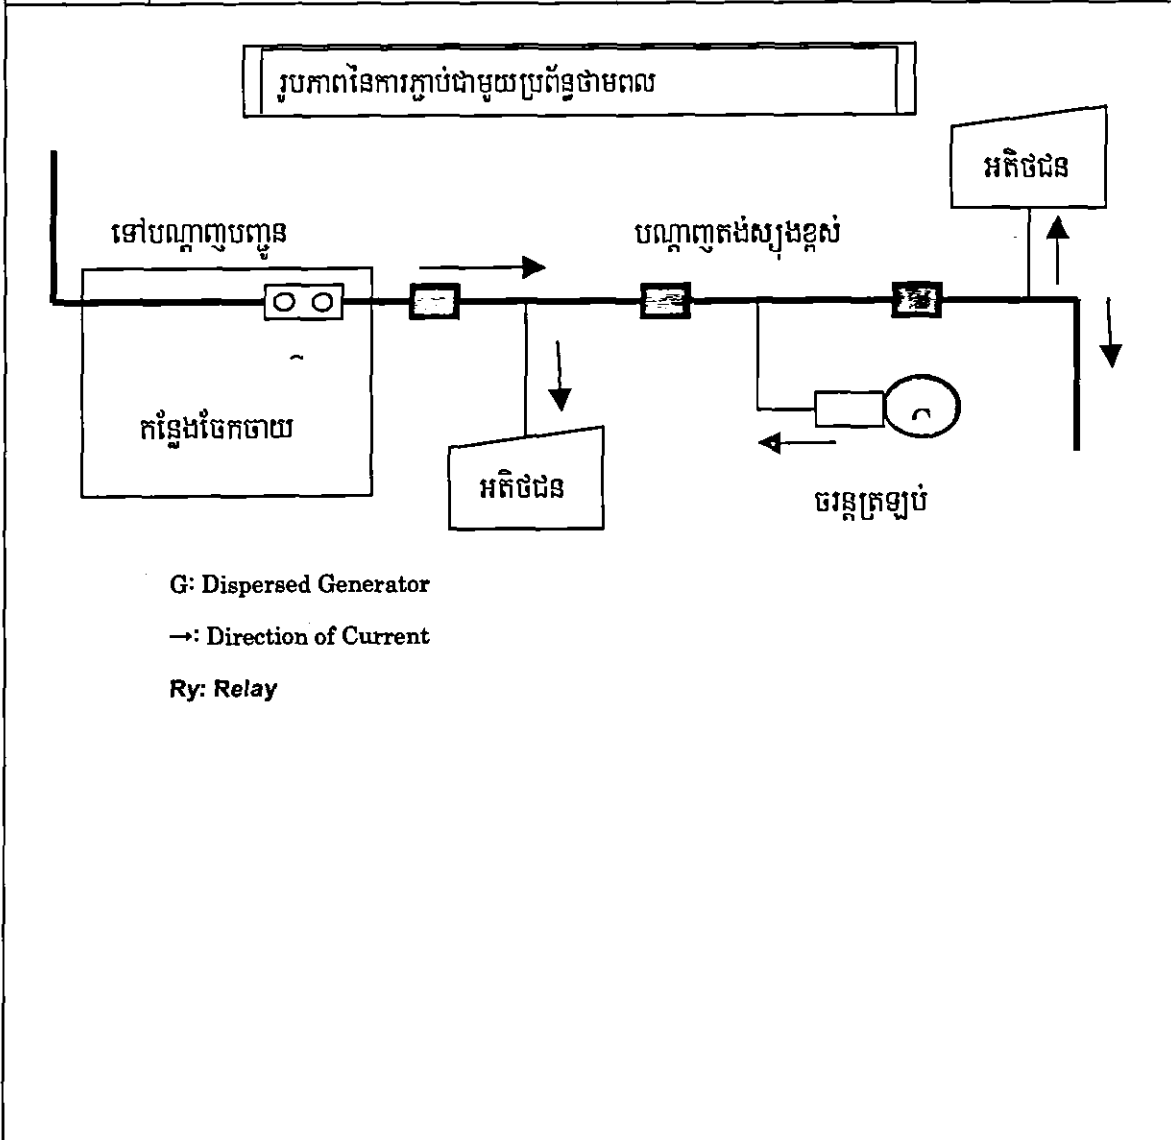 រូបភាពនៃការភ្ជាប់ជាមួយប្រព័ន្ធថាមពល
អតិថជន
ទៅបណ្តាញបញ្ជូន
បណ្តាញតង់ស្យុងខ្ពស់
កន្លែងចែកចាយ
អតិថជន
ចរន្តត្រឡប់
G: Dispersed Generator
→: Direction of Current
Ry: Relay